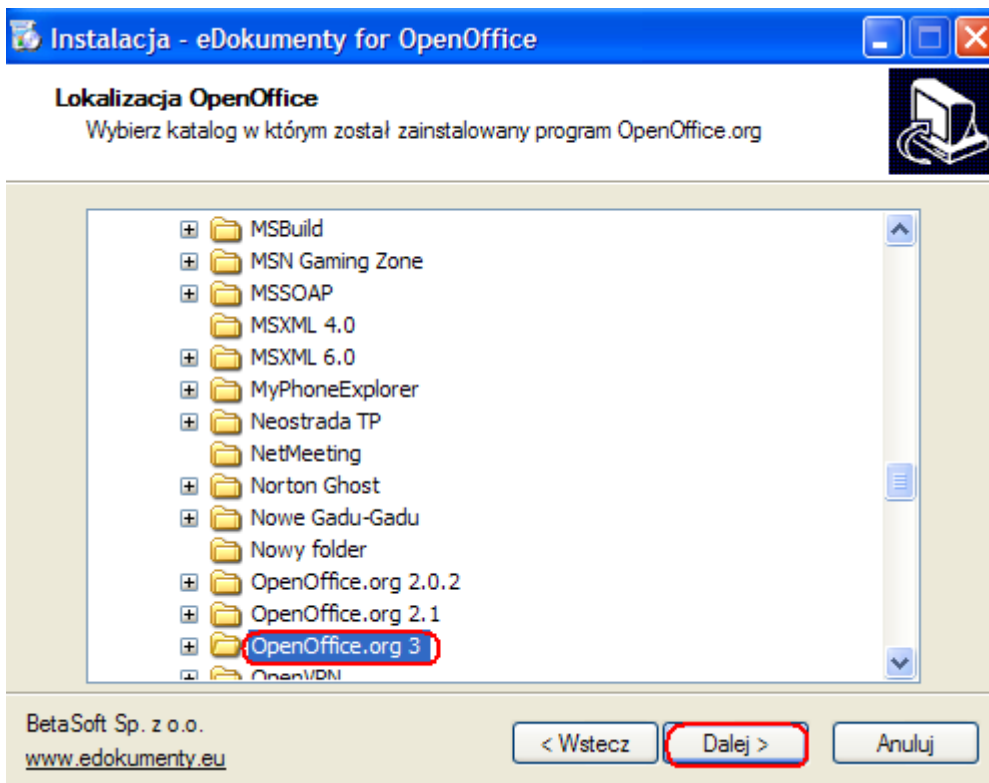 Instalacja - eDokumenty for OpenOffice
Lokalizacja OpenOffice
Wybierz katalog w którym został zainstalowany program OpenOffice.org
MSBuild
MSN Gaming Zone
MSSOAP
MSXML 4.0
MSXML 6.0
MyPhoneExplorer
Neostrada TP
NetMeeting
Norton Ghost
Nowe Gadu-Gadu
Nowy folder
OpenOffice.org 2.0.2
OpenOffice.org 2.1
OpenOffice.org 3
OpenVPN
BetaSoft Sp. z o.o.
www.edokumenty.eu
< Wstecz Dalej > Anuluj